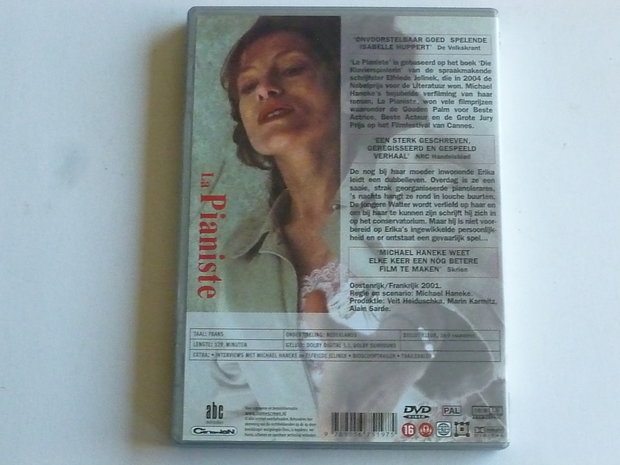 'ONVOORSTELBAAR GOED SPELENDE
ISABELLE HUPPERT' De Volkskrant
'La Pianiste' is gebaseerd op het boek 'Die
Klavierspielerin' van de spraakmakende
schrijfster Elfriede Jelinek, die in 2004 de
Nobelprijs voor de Literatuur won. Michael
Haneke's bejubelde verfilming van haar
roman, La Pianiste, won vele filmprijzen
waaronder de Gouden Palm voor Beste
Actrice, Beste Acteur en de Grote Jury
Prijs op het Filmfestival van Cannes.
'EEN STERK GESCHREVEN,
GEREGISSEERD EN GESPEELD
VERHAAL' NRC Handelsblad
De nog bij haar moeder inwonende Erika
leidt een dubbelleven. Overdag is ze een
saaie, strak georganiseerde pianolerares,
's nachts hangt ze rond in louche buurten.
De jongere Walter wordt verliefd op haar en
om bij haar te kunnen zijn schrijft hij zich in
op het conservatorium. Maar hij is niet voor-
bereid op Erika's ingewikkelde persoonlijk-
heid en er ontstaat een gevaarlijk spel...
'MICHAEL HANEKE WEET
ELKE KEER EEN NOG BETERE
FILM TE MAKEN' Skrien
Oostenrijk/Frankrijk 2001.
Regie en scenario: Michael Haneke.
Produktie: Veit Heiduschka, Marin Karmitz,
Alain Sarde.
La Pianiste
TAAL: FRANS
ONDERTITELING: NEDERLANDS
LENGTE: 129 MINUTEN
GELUID: DOLBY DIGITAL 5.1, DOLBY SURROUND
EXTRA: • INTERVIEWS MET MICHAEL HANEKE EN ELFRIEDE JELINEK • BIOSCOOPTRAILER • TRAILERS
abc
Cinemien
DVD
VIDEO
PAL
16